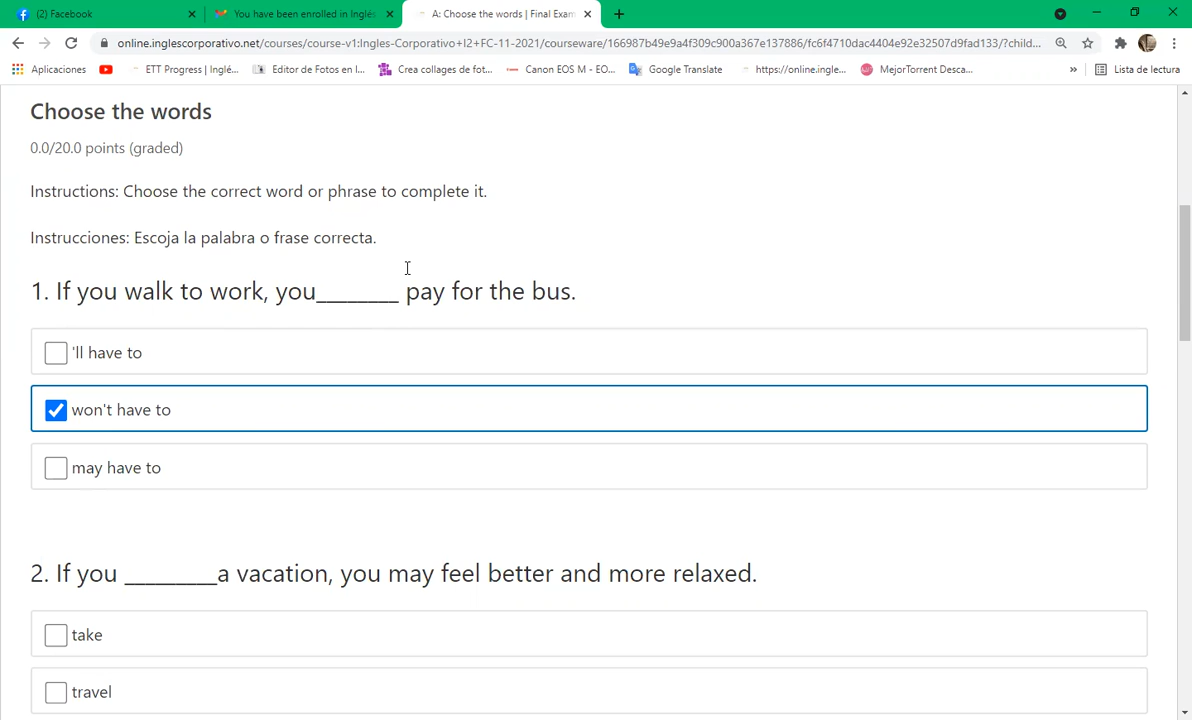 (2) Facebook
You have been enrolled in Inglés
A: Choose the words | Final Exam
online.inglescorporativo.net/courses/course-v1:Ingles-Corporativo+I2+FC-11-2021/courseware/166987b49e9a4f309c900a367e137886/fc6f4710dac4404e92e32507d9fad133/?child...
Aplicaciones
ETT Progress | Inglé...
Editor de Fotos en l...
Crea collages de fot...
Canon EOS M - EO...
Google Translate
https://online.ingle...
MejorTorrent Desca...
»
Lista de lectura
Choose the words
0.0/20.0 points (graded)
Instructions: Choose the correct word or phrase to complete it.
Instrucciones: Escoja la palabra o frase correcta.
1. If you walk to work, you________ pay for the bus.
'll have to
won't have to
may have to
2. If you _________a vacation, you may feel better and more relaxed.
take
travel